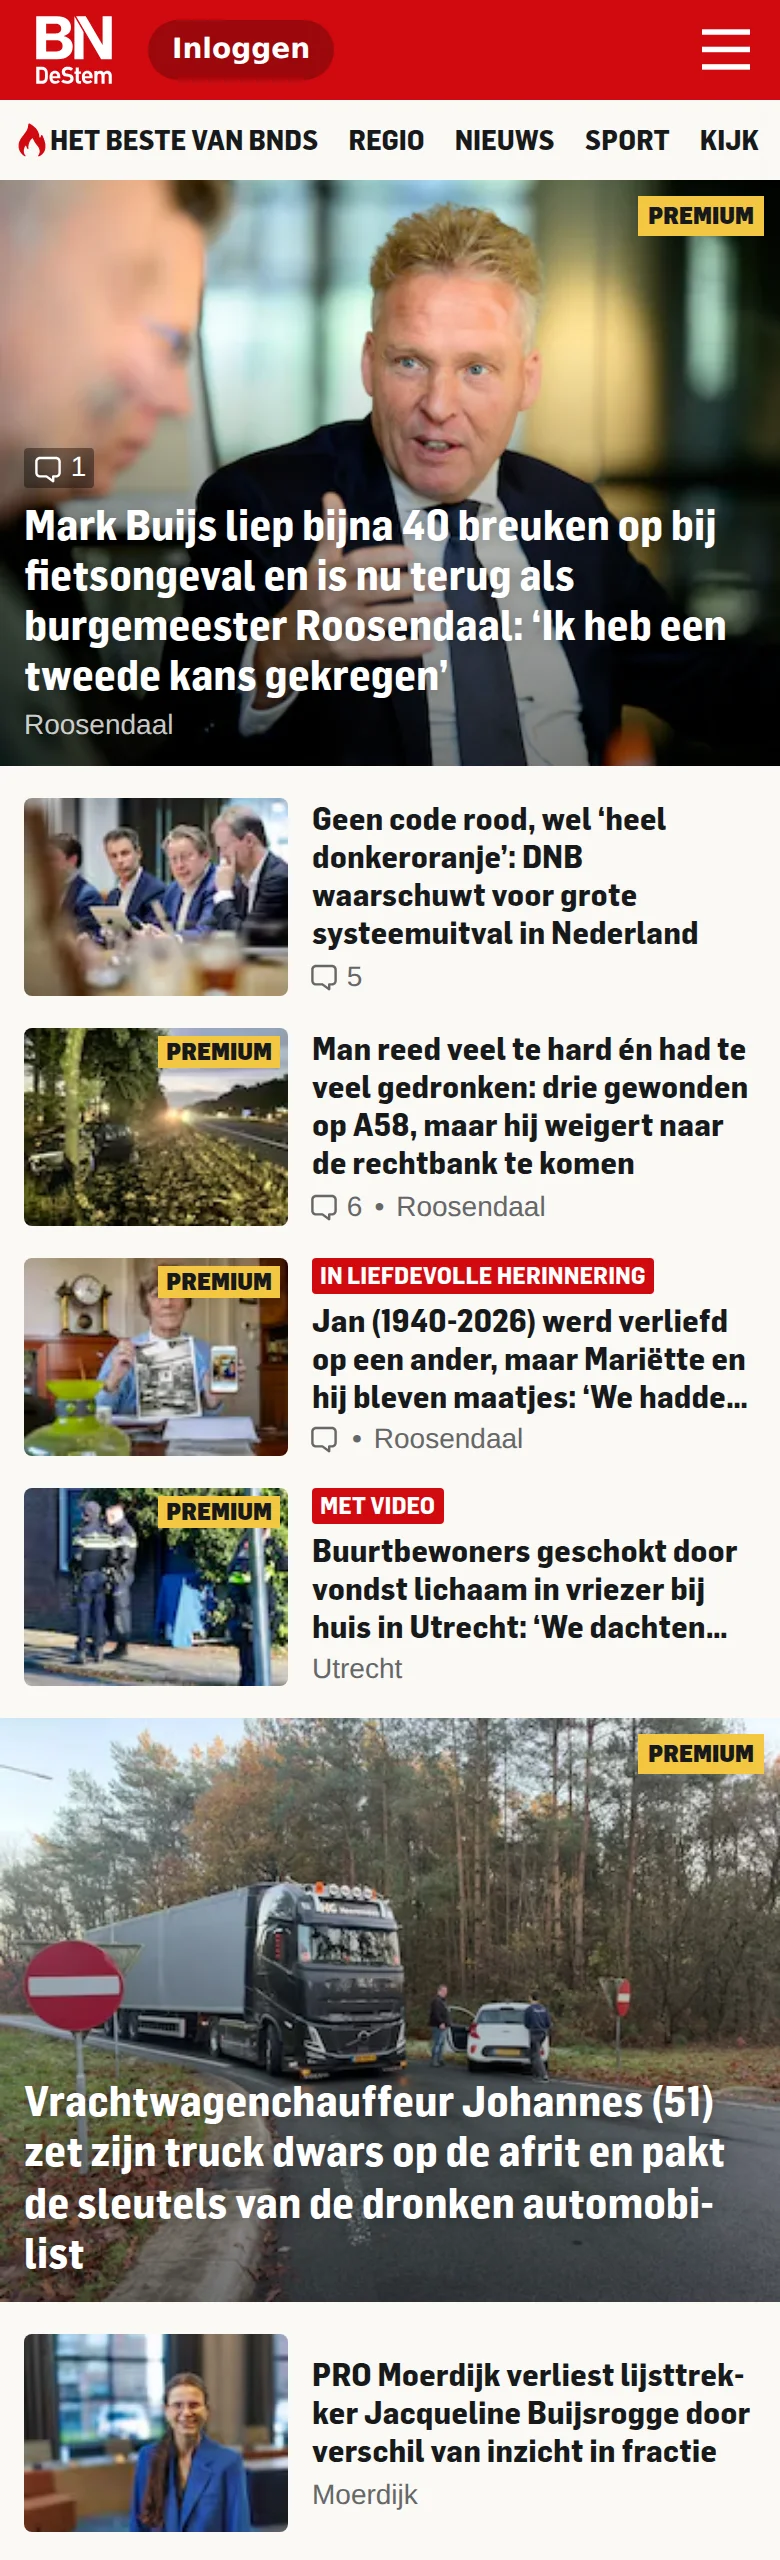 BN
DeStem
Inloggen
HET BESTE VAN BNDS REGIO NIEUWS SPORT KIJK
PREMIUM
1
Mark Buijs liep bijna 40 breuken op bij
fietsongeval en is nu terug als
burgemeester Roosendaal: ‘Ik heb een
tweede kans gekregen’
Roosendaal
Geen code rood, wel ‘heel
donkeroranje’: DNB
waarschuwt voor grote
systeemuitval in Nederland
5
PREMIUM
Man reed veel te hard én had te
veel gedronken: drie gewonden
op A58, maar hij weigert naar
de rechtbank te komen
6 • Roosendaal
PREMIUM
IN LIEFDEVOLLE HERINNERING
Jan (1940-2026) werd verliefd
op een ander, maar Mariëtte en
hij bleven maatjes: ‘We hadde...
• Roosendaal
PREMIUM
MET VIDEO
Buurtbewoners geschokt door
vondst lichaam in vriezer bij
huis in Utrecht: ‘We dachten...
Utrecht
PREMIUM
Vrachtwagenchauffeur Johannes (51)
zet zijn truck dwars op de afrit en pakt
de sleutels van de dronken automobi-
list
PRO Moerdijk verliest lijsttrek-
ker Jacqueline Buijsrogge door
verschil van inzicht in fractie
Moerdijk